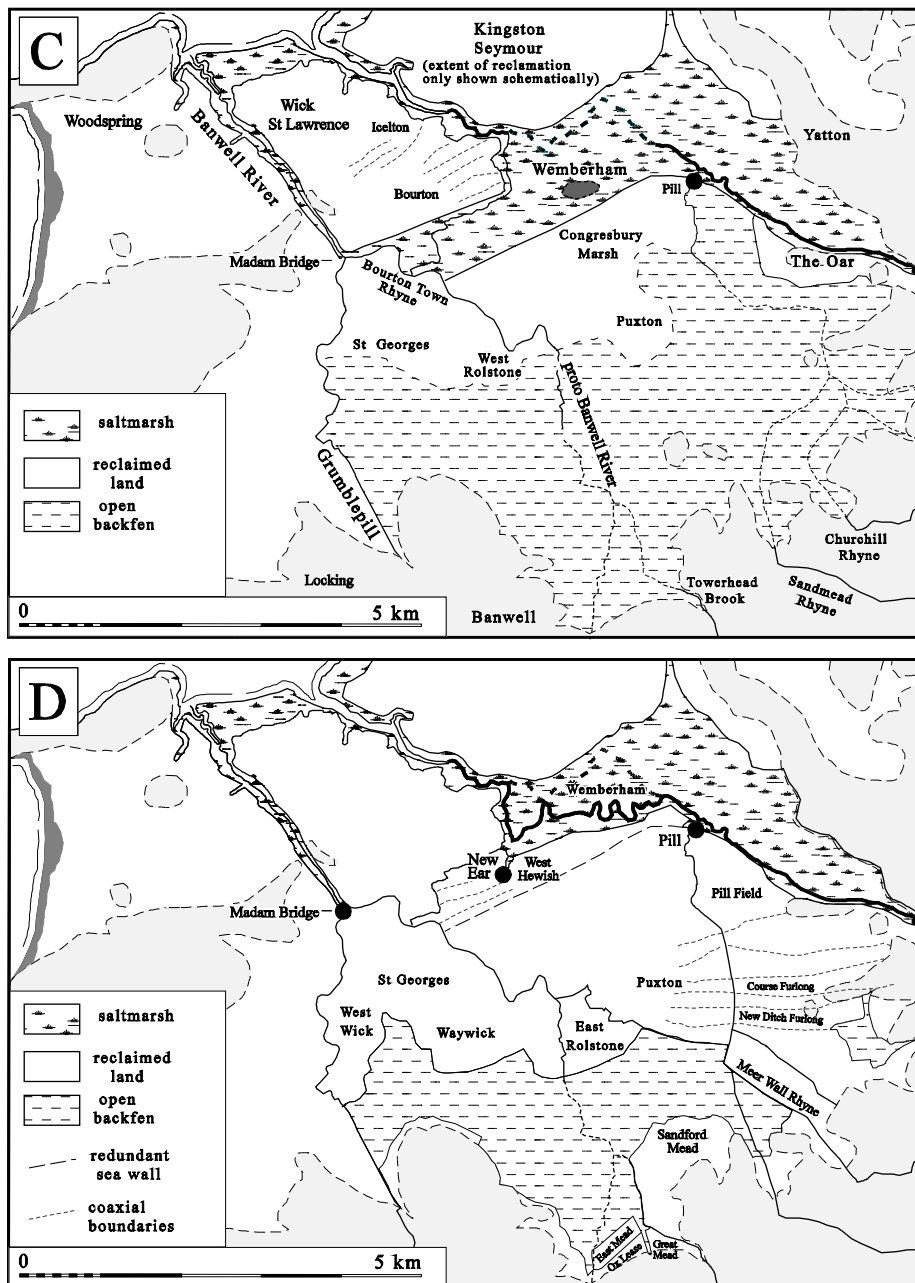 C
Kingston
Seymour
(extent of reclamation
only shown schematically)
Woodspring
Banwell River
Wick
St Lawrence
Icelton
Yatton
Wemberham
Bourton
Pill
Congresbury
Marsh
Madam Bridge
Bourton Town
Rhyne
The Oar
Puxton
St Georges
West
Rolstone
proto Banwell River
saltmarsh
reclaimed
land
open
backfen
Grumblepill
Churchill
Rhyne
Locking
Towerhead
Brook
Sandmead
Rhyne
0
5 km
Banwell
D
Wemberham
New
Ear
West
Hewish
Pill
Pill Field
Madam Bridge
St Georges
Puxton
Course Furlong
West
Wick
Waywick
East
Rolstone
New Ditch Furlong
Meer Wall Rhyne
saltmarsh
reclaimed
land
open
backfen
redundant
sea wall
coaxial
boundaries
Sandford
Mead
East Mead
Ox Lease
Great
Mead
0
5 km